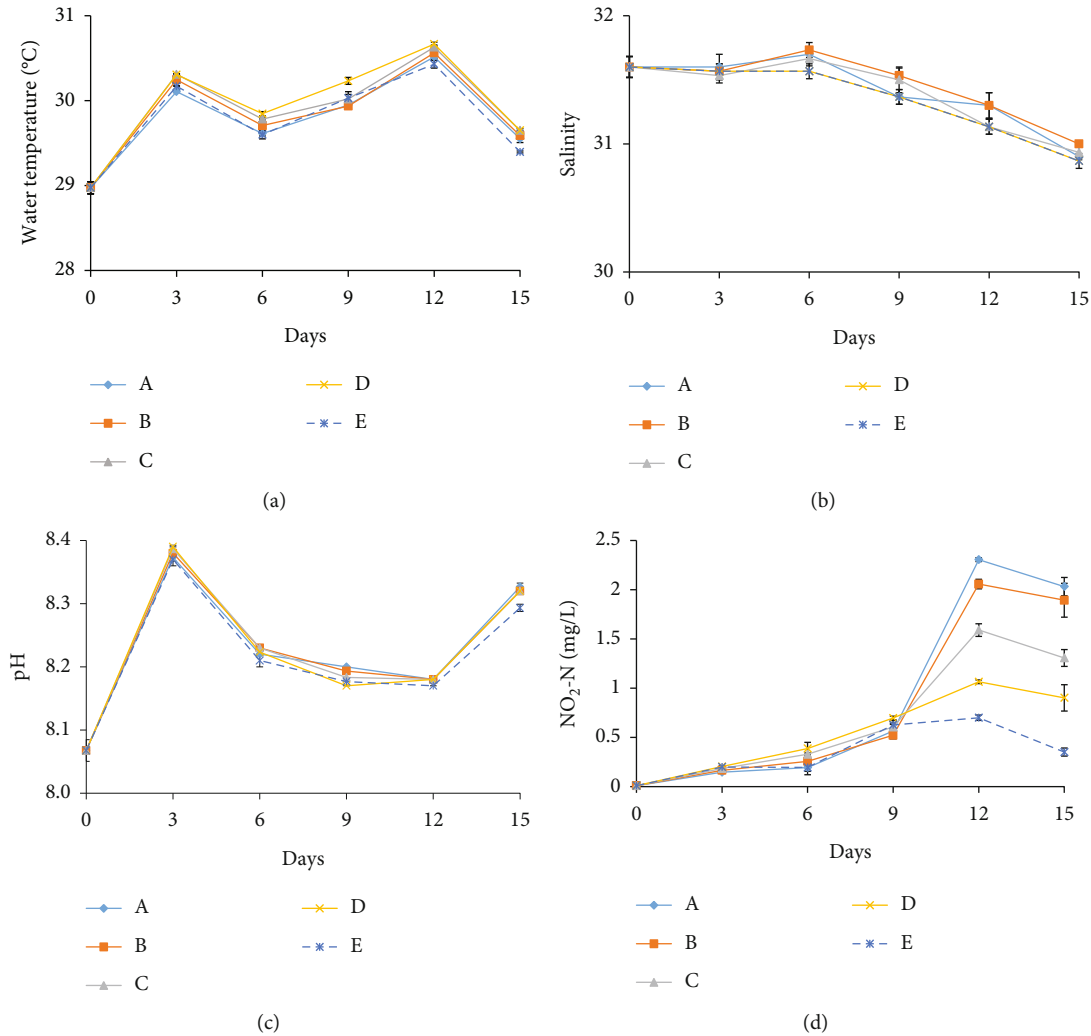 31
30
29
28
Water temperature (°C)
0 3 6 9 12 15
Days
A D
B E
C
(a)
32
31
30
Salinity
0 3 6 9 12 15
Days
A D
B E
C
(b)
8.4
8.3
8.2
8.1
8.0
pH
0 3 6 9 12 15
Days
A D
B E
C
(c)
2.5
2
1.5
1
0.5
0
NO₂-N (mg/L)
0 3 6 9 12 15
Days
A D
B E
C
(d)